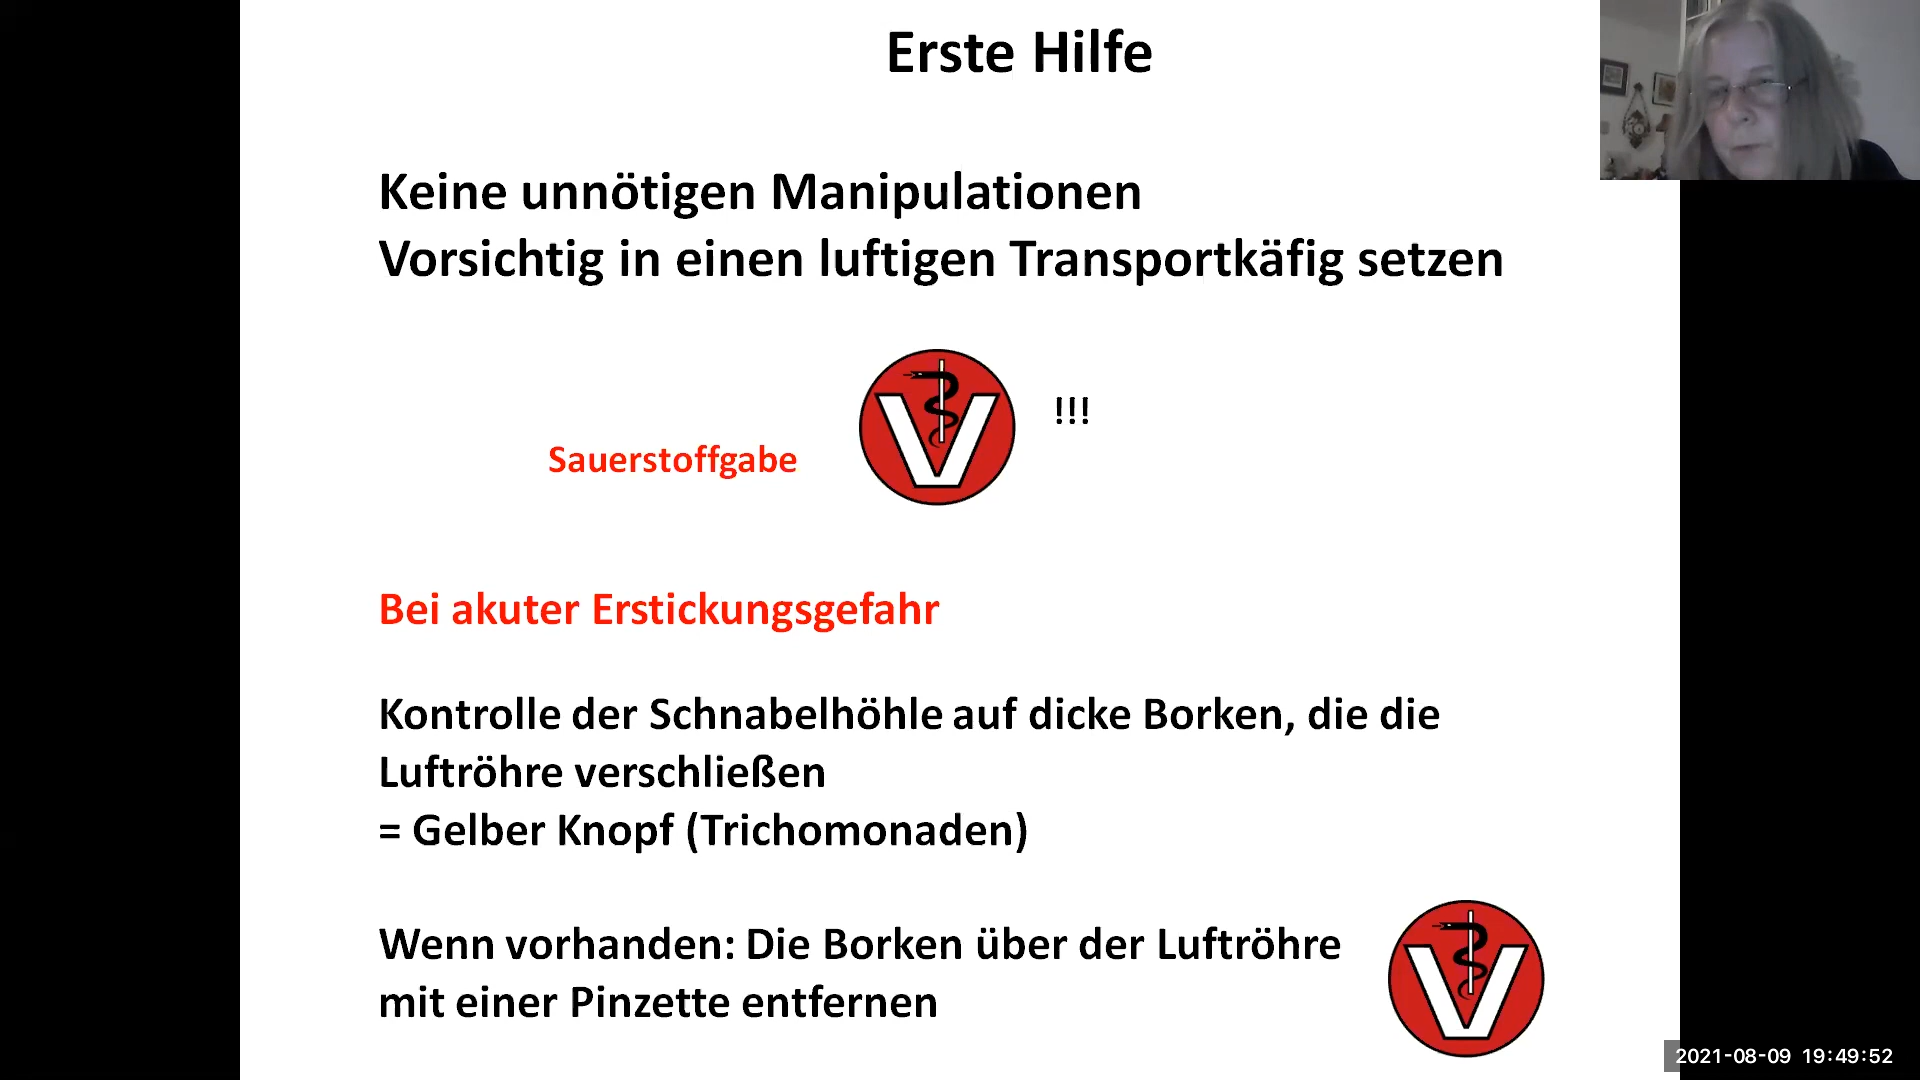 Erste Hilfe
Keine unnötigen Manipulationen
Vorsichtig in einen luftigen Transportkäfig setzen
V
!!!
Sauerstoffgabe
Bei akuter Erstickungsgefahr
Kontrolle der Schnabelhöhle auf dicke Borken, die die
Luftröhre verschließen
= Gelber Knopf (Trichomonaden)
Wenn vorhanden: Die Borken über der Luftröhre
mit einer Pinzette entfernen
V
2021-08-09 19:49:52